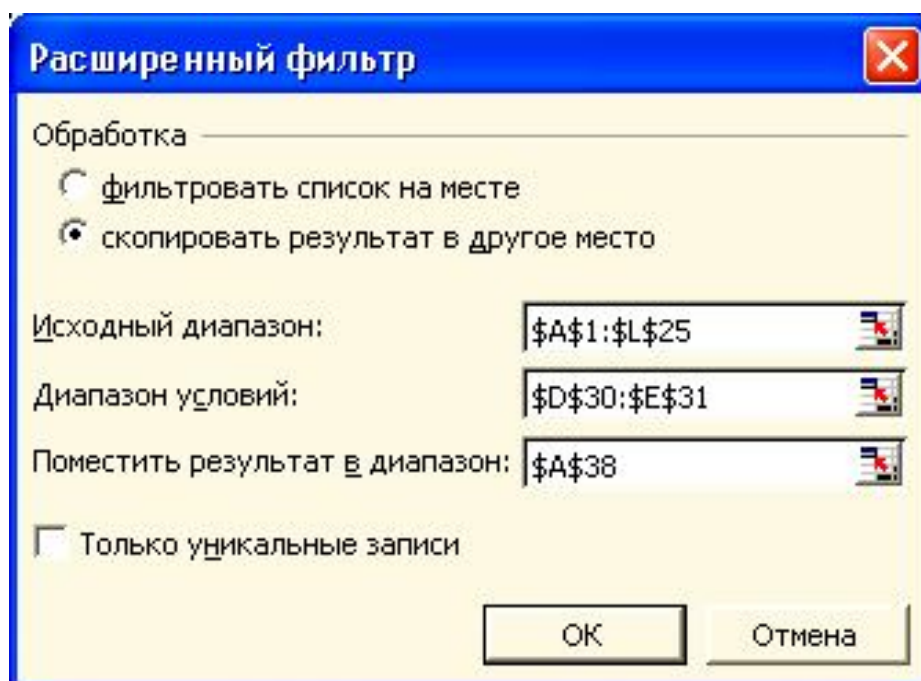 Расширенный фильтр
Обработка
фильтровать список на месте
скопировать результат в другое место
Исходный диапазон: $A$1:$L$25
Диапазон условий: $D$30:$E$31
Поместить результат в диапазон: $A$38
Только уникальные записи
ОК Отмена